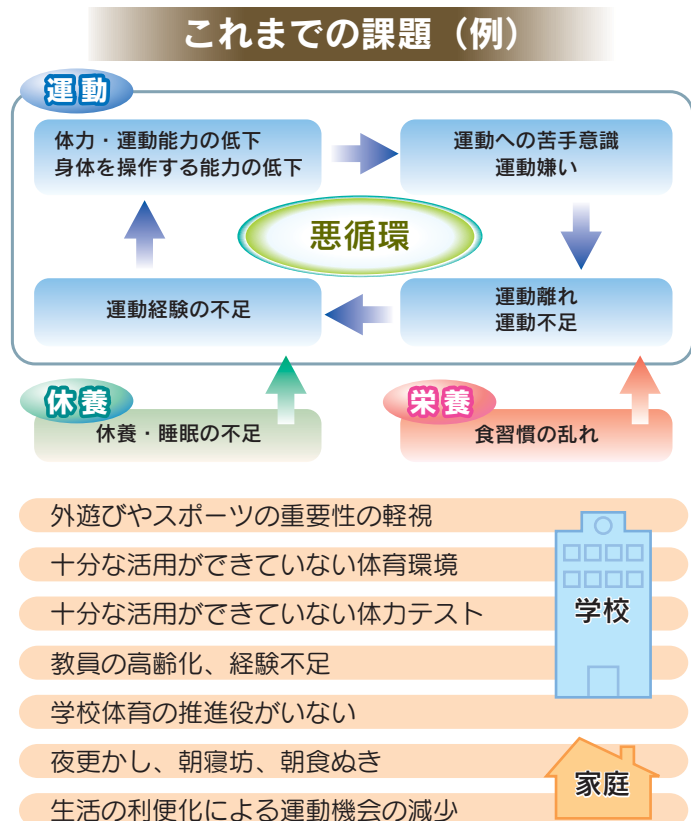 これまでの課題（例）
運動
体力・運動能力の低下
身体を操作する能力の低下
運動への苦手意識
運動嫌い
悪循環
運動経験の不足
運動離れ
運動不足
休養
休養・睡眠の不足
栄養
食習慣の乱れ
外遊びやスポーツの重要性の軽視
十分な活用ができていない体育環境
十分な活用ができていない体力テスト
学校
教員の高齢化、経験不足
学校体育の推進役がいない
夜更かし、朝寝坊、朝食ぬき
家庭
生活の利便化による運動機会の減少